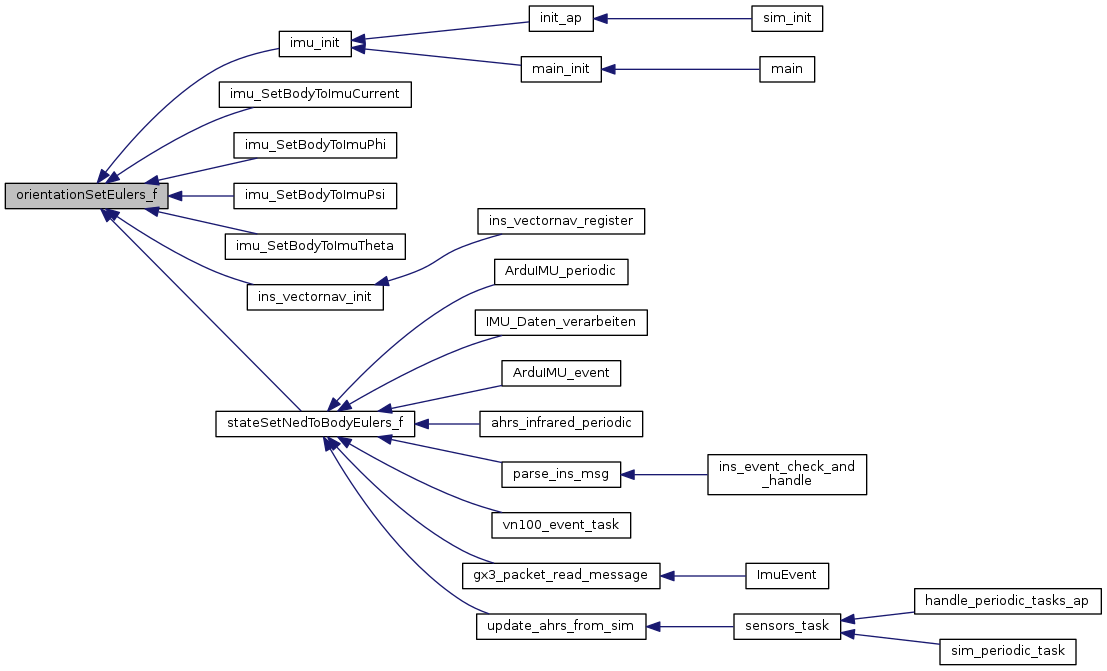 init_ap
sim_init
imu_init
main_init
main
imu_SetBodyToImuCurrent
imu_SetBodyToImuPhi
orientationSetEulers_f
imu_SetBodyToImuPsi
ins_vectornav_register
imu_SetBodyToImuTheta
ArduIMU_periodic
ins_vectornav_init
IMU_Daten_verarbeiten
ArduIMU_event
stateSetNedToBodyEulers_f
ahrs_infrared_periodic
parse_ins_msg
ins_event_check_and
_handle
vn100_event_task
gx3_packet_read_message
ImuEvent
handle_periodic_tasks_ap
update_ahrs_from_sim
sensors_task
sim_periodic_task